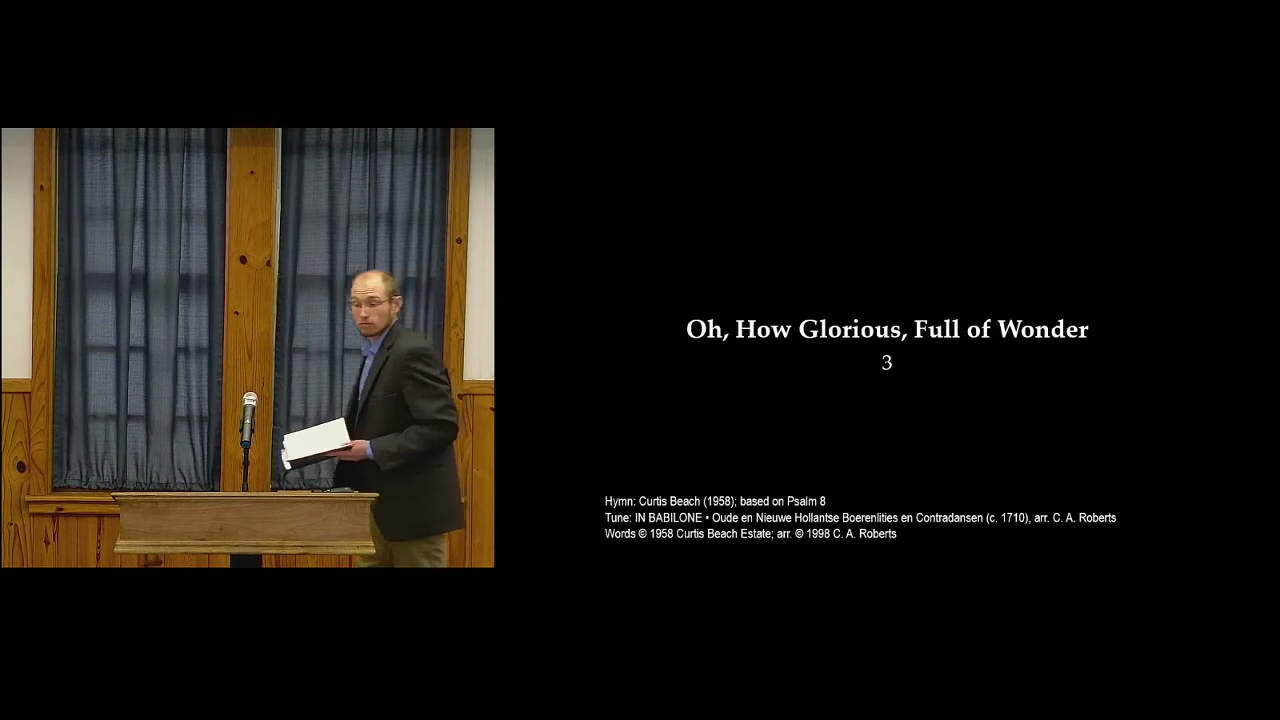 Oh, How Glorious, Full of Wonder
3
Hymn: Curtis Beach (1958); based on Psalm 8
Tune: IN BABILONE • Oude en Nieuwe Hollantse Boerenlities en Contradansen (c. 1710), arr. C. A. Roberts
Words © 1958 Curtis Beach Estate; arr. © 1998 C. A. Roberts